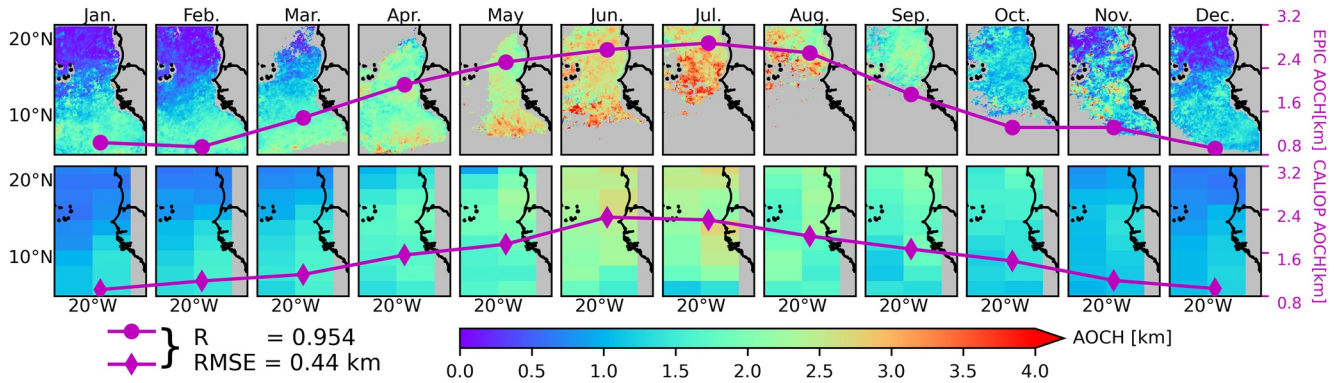 Jan. Feb. Mar. Apr. May Jun. Jul. Aug. Sep. Oct. Nov. Dec.
20°N
10°N
3.2
2.4
1.6
0.8
EPIC AOCH[km]
20°N
10°N
3.2
2.4
1.6
0.8
CALIOP AOCH[km]
20°W 20°W 20°W 20°W 20°W 20°W 20°W 20°W 20°W 20°W 20°W 20°W
R = 0.954
RMSE = 0.44 km
AOCH [km]
0.0 0.5 1.0 1.5 2.0 2.5 3.0 3.5 4.0